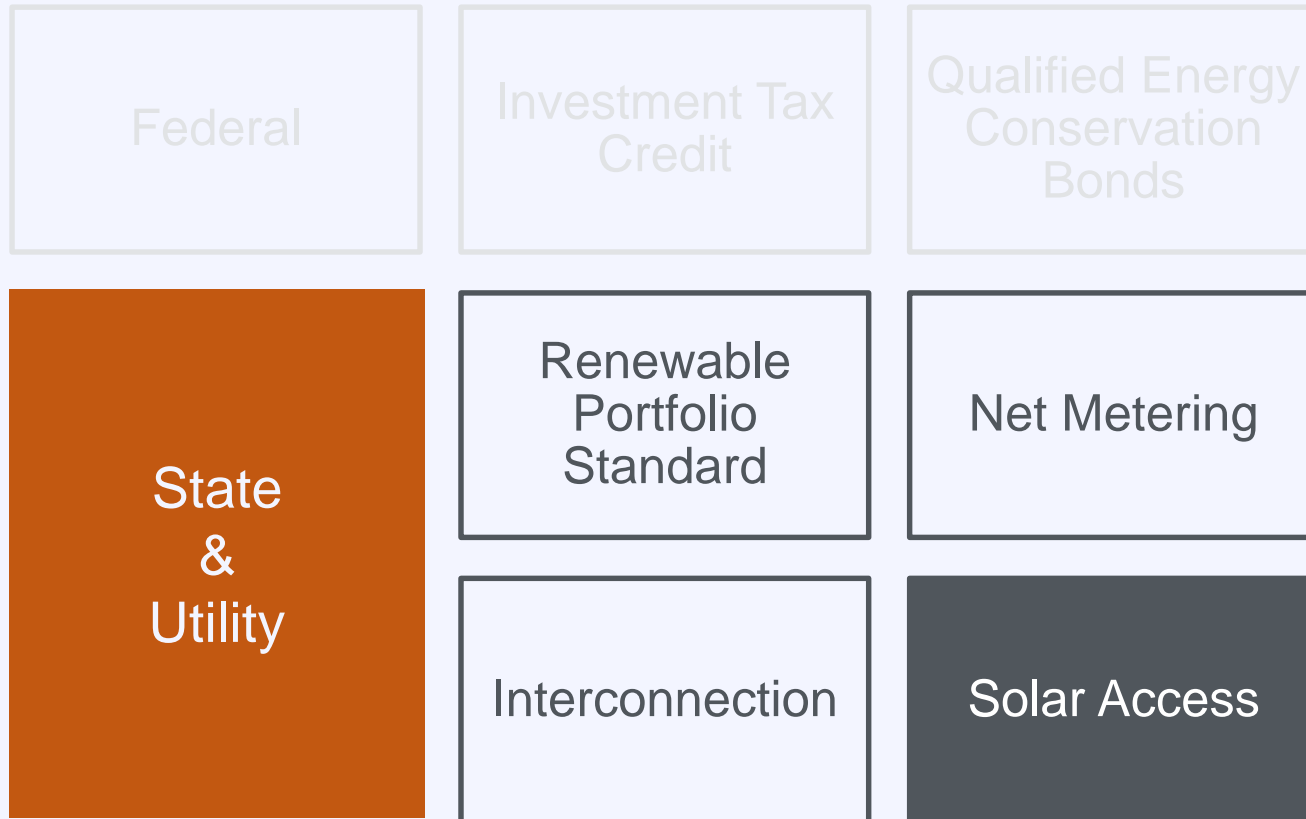 Federal
Investment Tax
Credit
Qualified Energy
Conservation
Bonds
State
&
Utility
Renewable
Portfolio
Standard
Net Metering
Interconnection
Solar Access